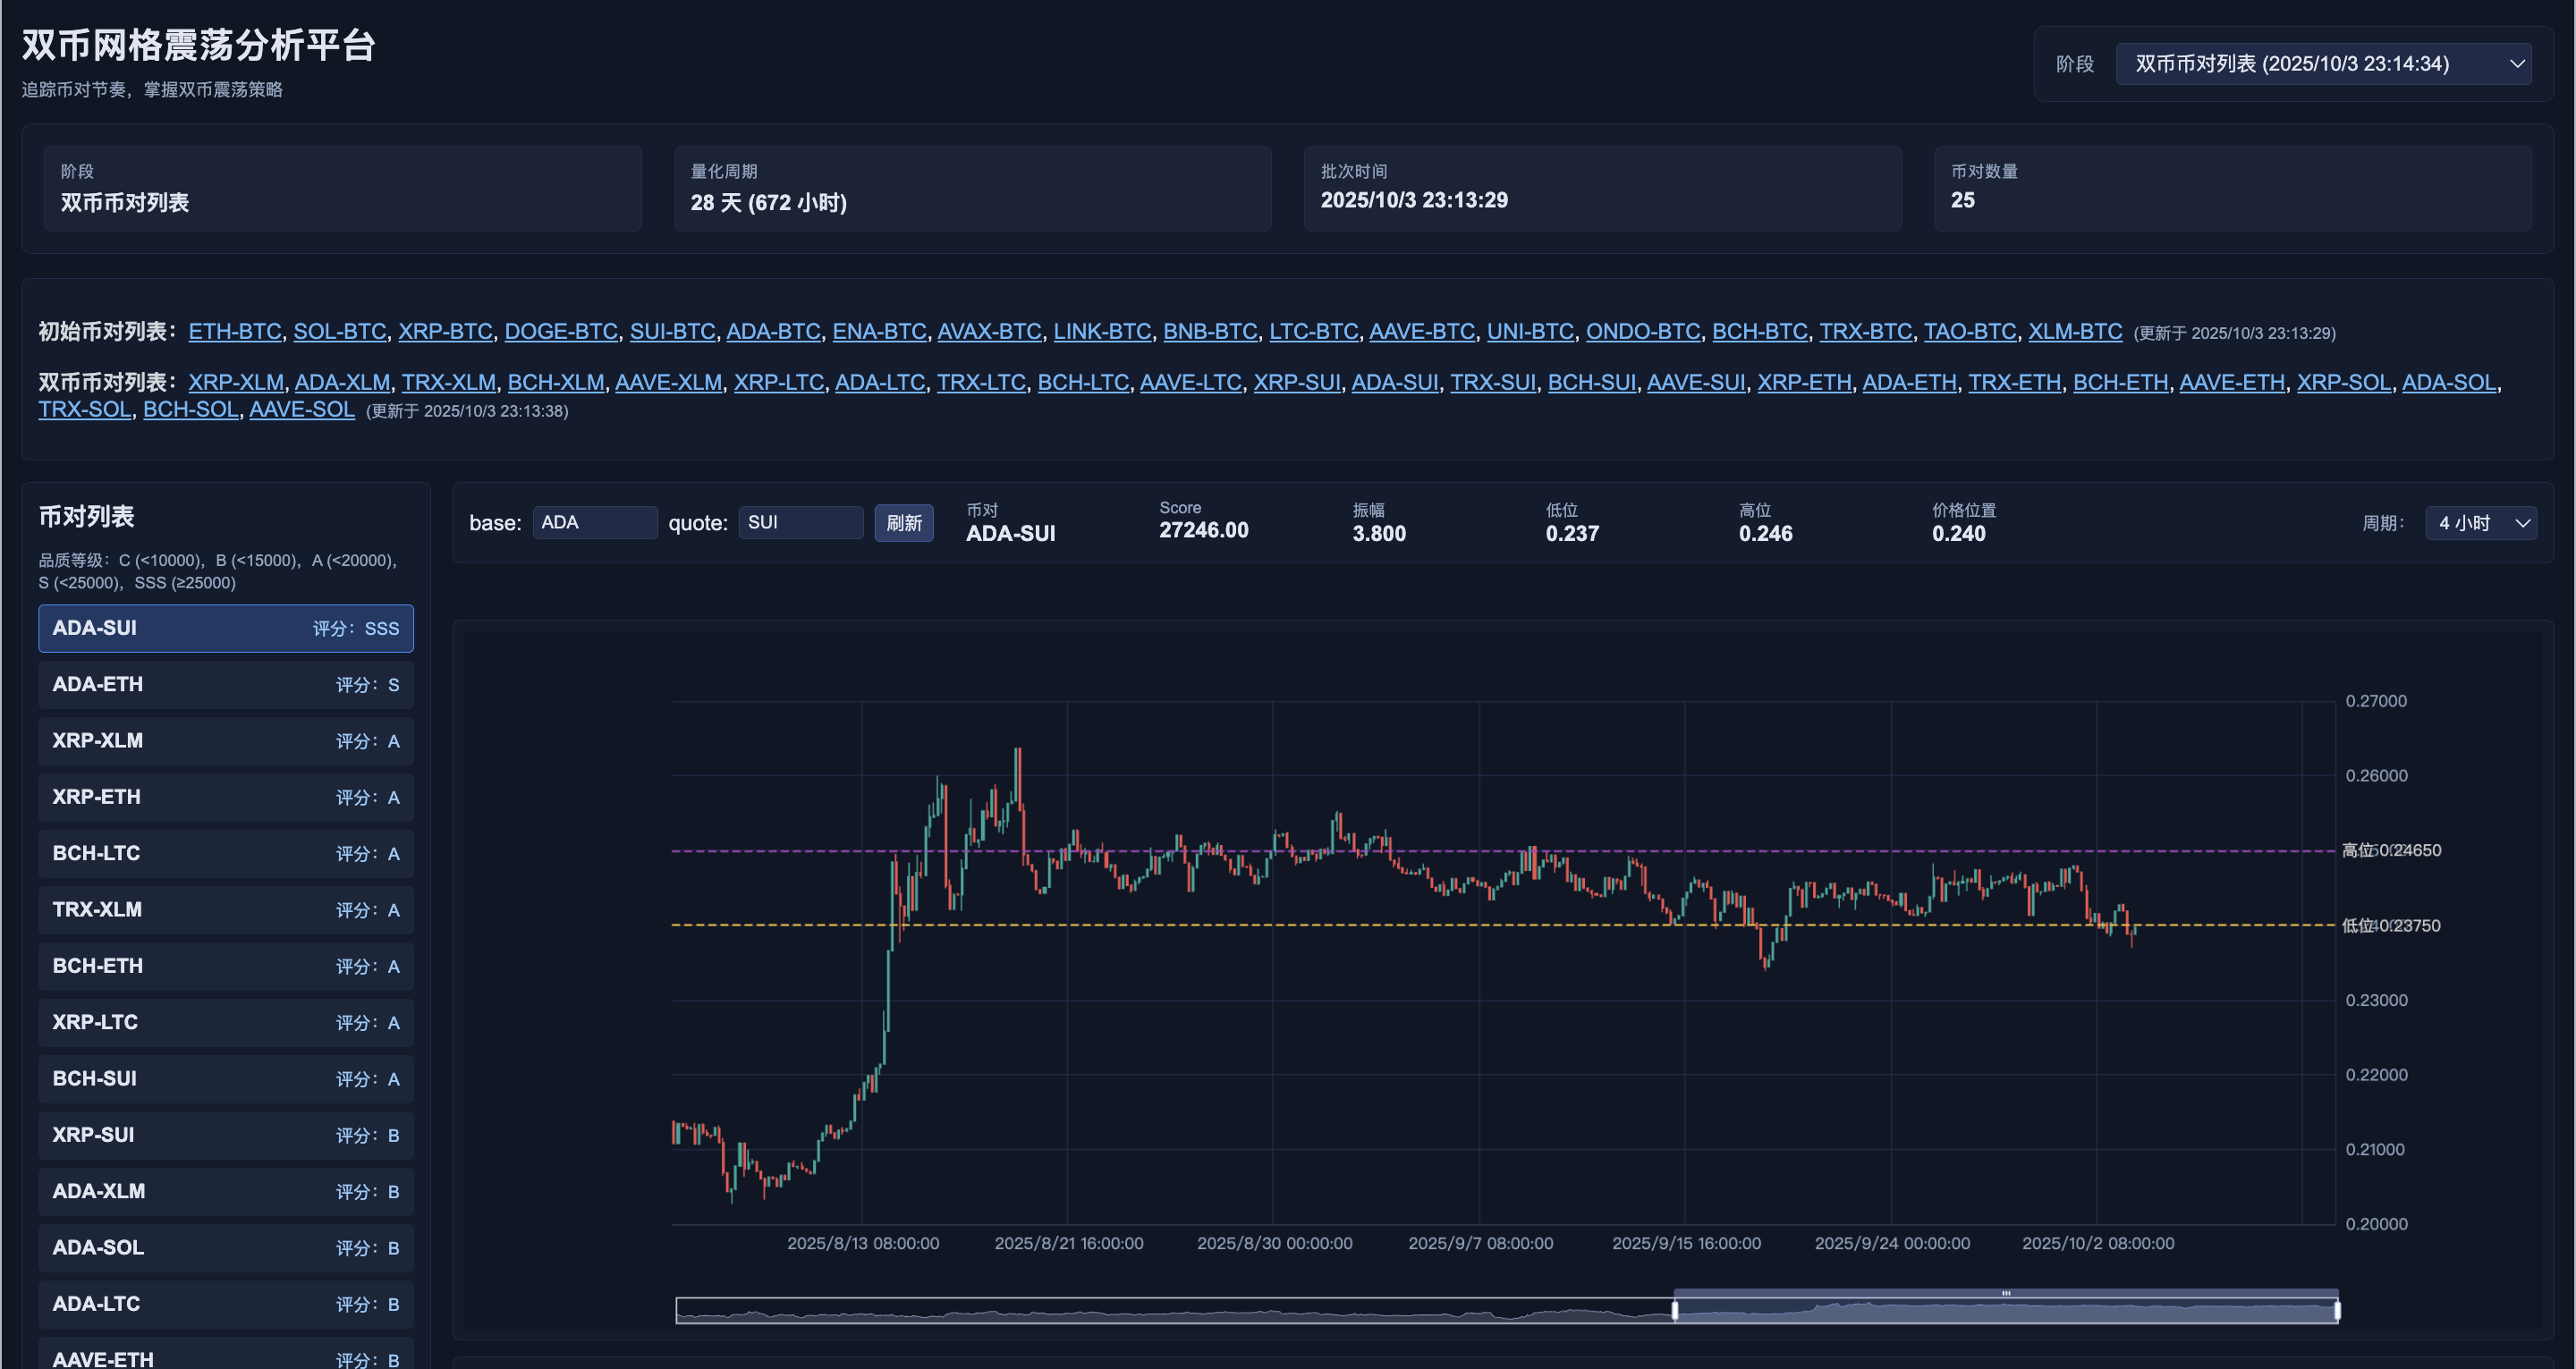 双币网格震荡分析平台
追踪币对节奏，掌握双币震荡策略
阶段 双币币对列表 (2025/10/3 23:14:34)
阶段
双币币对列表
量化周期
28 天 (672 小时)
批次时间
2025/10/3 23:13:29
币对数量
25
初始币对列表：ETH-BTC, SOL-BTC, XRP-BTC, DOGE-BTC, SUI-BTC, ADA-BTC, ENA-BTC, AVAX-BTC, LINK-BTC, BNB-BTC, LTC-BTC, AAVE-BTC, UNI-BTC, ONDO-BTC, BCH-BTC, TRX-BTC, TAO-BTC, XLM-BTC (更新于 2025/10/3 23:13:29)
双币币对列表：XRP-XLM, ADA-XLM, TRX-XLM, BCH-XLM, AAVE-XLM, XRP-LTC, ADA-LTC, TRX-LTC, BCH-LTC, AAVE-LTC, XRP-SUI, ADA-SUI, TRX-SUI, BCH-SUI, AAVE-SUI, XRP-ETH, ADA-ETH, TRX-ETH, BCH-ETH, AAVE-ETH, XRP-SOL, ADA-SOL,
TRX-SOL, BCH-SOL, AAVE-SOL (更新于 2025/10/3 23:13:38)
币对列表
品质等级：C (<10000)，B (<15000)，A (<20000)，
S (<25000)，SSS (≥25000)
ADA-SUI 评分：SSS
ADA-ETH 评分：S
XRP-XLM 评分：A
XRP-ETH 评分：A
BCH-LTC 评分：A
TRX-XLM 评分：A
BCH-ETH 评分：A
XRP-LTC 评分：A
BCH-SUI 评分：A
XRP-SUI 评分：B
ADA-XLM 评分：B
ADA-SOL 评分：B
ADA-LTC 评分：B
AAVE-ETH 评分：B
base: ADA quote: SUI 刷新
币对
ADA-SUI
Score
27246.00
振幅
3.800
低位
0.237
高位
0.246
价格位置
0.240
周期： 4 小时
0.27000
0.26000
高位 0.24650
低位 0.23750
0.23000
0.22000
0.21000
0.20000
2025/8/13 08:00:00
2025/8/21 16:00:00
2025/8/30 00:00:00
2025/9/7 08:00:00
2025/9/15 16:00:00
2025/9/24 00:00:00
2025/10/2 08:00:00